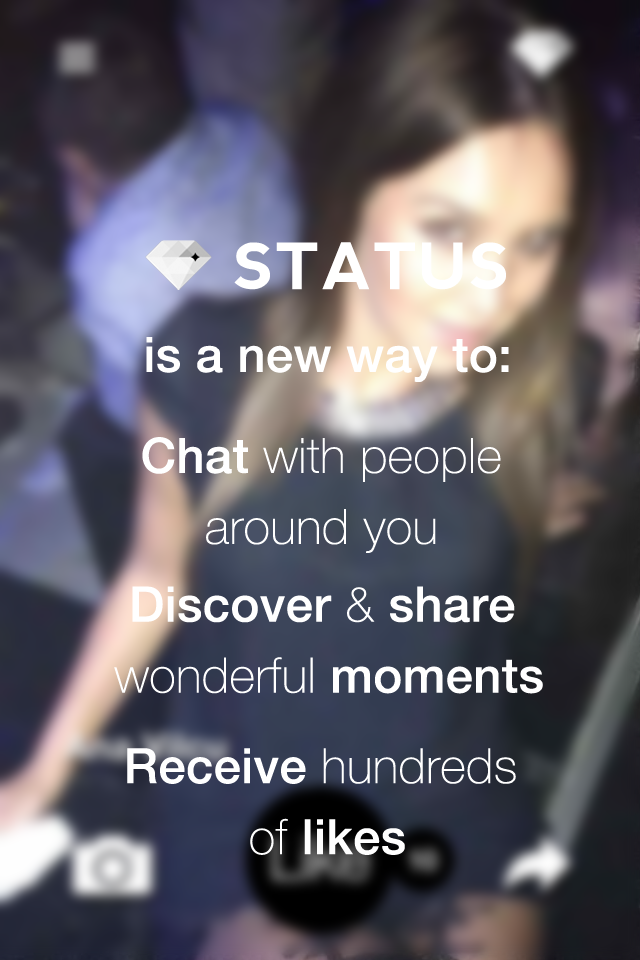 STATUS
is a new way to:
Chat with people
around you
Discover & share
wonderful moments
Receive hundreds
of likes